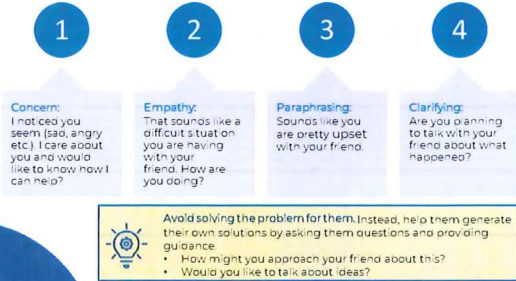 1
2
3
4
Concern:
I noticed you
seem (sad, angry
etc.). I care about
you and would
like to know how I
can help?
Empathy:
That sounds like a
difficult situation
you are having
with your
friend. How are
you doing?
Paraphrasing:
Sounds like you
are pretty upset
with your friend.
Clarifying:
Are you planning
to talk with your
friend about what
happened?
Avoid solving the problem for them. Instead, help them generate
their own solutions by asking them questions and providing
guidance.
• How might you approach your friend about this?
• Would you like to talk about ideas?